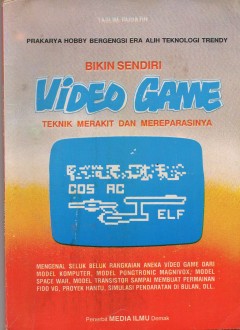 PRAKARYA HOBBY BERGENGSI ERA ALIH TEKNOLOGI TRENDY
BIKIN SENDIRI
VIDEO GAME
TEKNIK MERAKIT DAN MEREPARASINYA
COS AC
ELF
MENGENAL SELUK BELUK RANGKAIAN ANEKA VIDEO GAME DARI
MODEL KOMPUTER, MODEL PONGTRONIC MAGNIVOX, MODEL
SPACE WAR, MODEL TRANSISTOR SAMPAI MEMBUAT PERMAINAN
FIDO VG, PROYEK HANTU, SIMULASI PENDARATAN DI BULAN, DLL.
Penerbit MEDIA ILMU